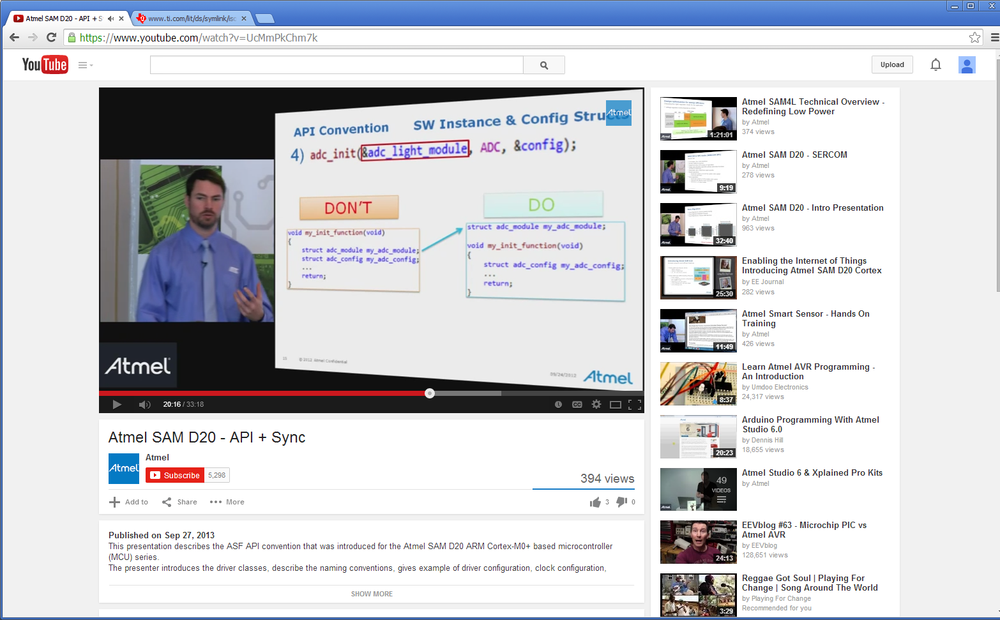 Atmel SAM D20 - API + S
www.ti.com/lit/ds/symlink/iso
https://www.youtube.com/watch?v=UcMmPkChm7k
YouTube
Upload
Atmel
API Convention SW Instance & Config Structs
4) adc_init(&adc_light_module, ADC, &config);
DON'T
void my_init_function(void)
{
struct adc_module my_adc_module;
struct adc_config my_adc_config;
...
return;
}
DO
struct adc_module my_adc_module;
void my_init_function(void)
{
struct adc_config my_adc_config;
...
return;
}
15 © 2012 Atmel Confidential
09/24/2012
Atmel
Atmel
20:16 / 33:18
CC
Atmel SAM D20 - API + Sync
Atmel
Atmel
Subscribe 5,298
394 views
Add to Share More
3 0
Published on Sep 27, 2013
This presentation describes the ASF API convention that was introduced for the Atmel SAM D20 ARM Cortex-M0+ based microcontroller
(MCU) series.
The presenter introduces the driver classes, describe the naming conventions, gives example of driver configuration, clock configuration,
SHOW MORE
1:21:01
Atmel SAM4L Technical Overview -
Redefining Low Power
by Atmel
374 views
9:19
Atmel SAM D20 - SERCOM
by Atmel
278 views
32:40
Atmel SAM D20 - Intro Presentation
by Atmel
963 views
25:30
Enabling the Internet of Things
Introducing Atmel SAM D20 Cortex
by EE Journal
282 views
11:49
Atmel Smart Sensor - Hands On
Training
by Atmel
426 views
8:37
Learn Atmel AVR Programming -
An Introduction
by Umdoo Electronics
24,317 views
20:23
Arduino Programming With Atmel
Studio 6.0
by Dennis Hill
18,655 views
49
VIDEOS
Atmel Studio 6 & Xplained Pro Kits
by Atmel
24:13
EEVblog #63 - Microchip PIC vs
Atmel AVR
by EEVblog
128,651 views
3:29
Reggae Got Soul | Playing For
Change | Song Around The World
by Playing For Change
Recommended for you